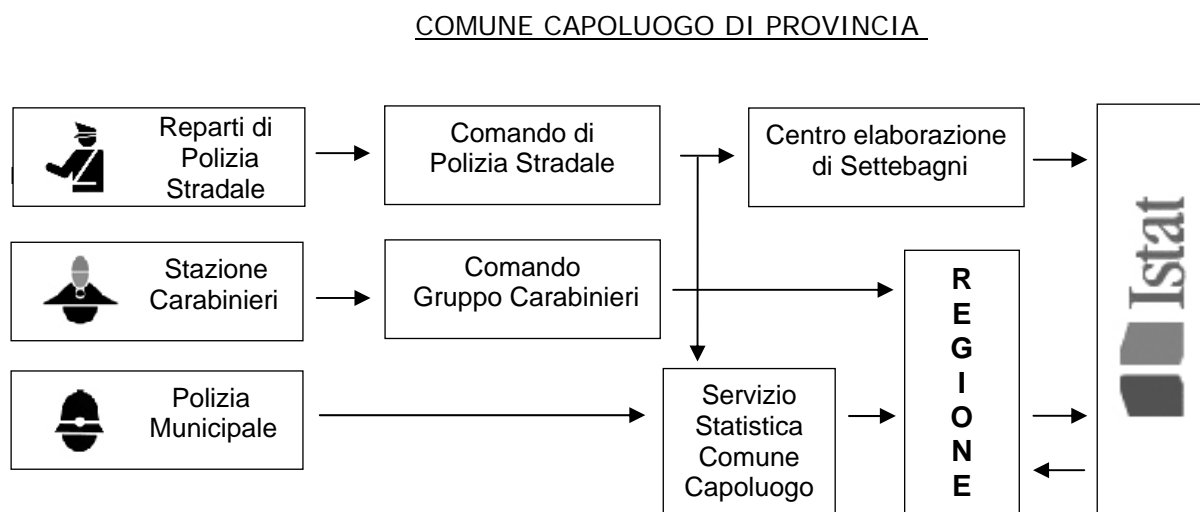 COMUNE CAPOLUOGO DI PROVINCIA
Reparti di
Polizia
Stradale
Comando di
Polizia Stradale
Centro elaborazione
di Settebagni
Istat
Stazione
Carabinieri
Comando
Gruppo Carabinieri
REGIONE
Polizia
Municipale
Servizio
Statistica
Comune
Capoluogo